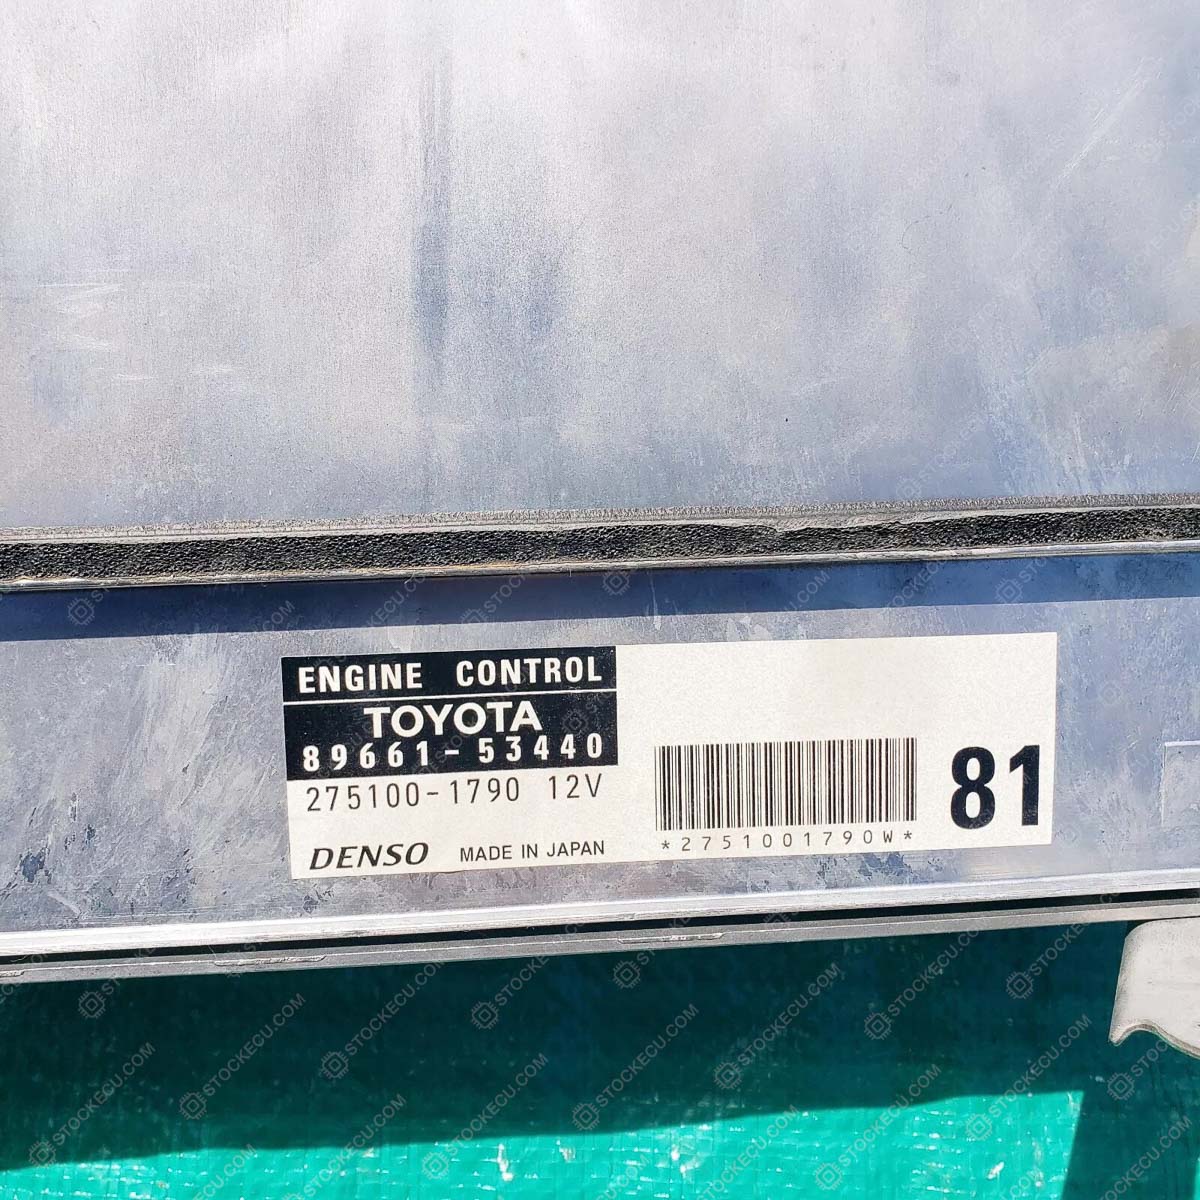 ENGINE CONTROL
TOYOTA
89661-53440
275100-1790 12V
DENSO MADE IN JAPAN
*2751001790W*
81
STOCKECU.COM